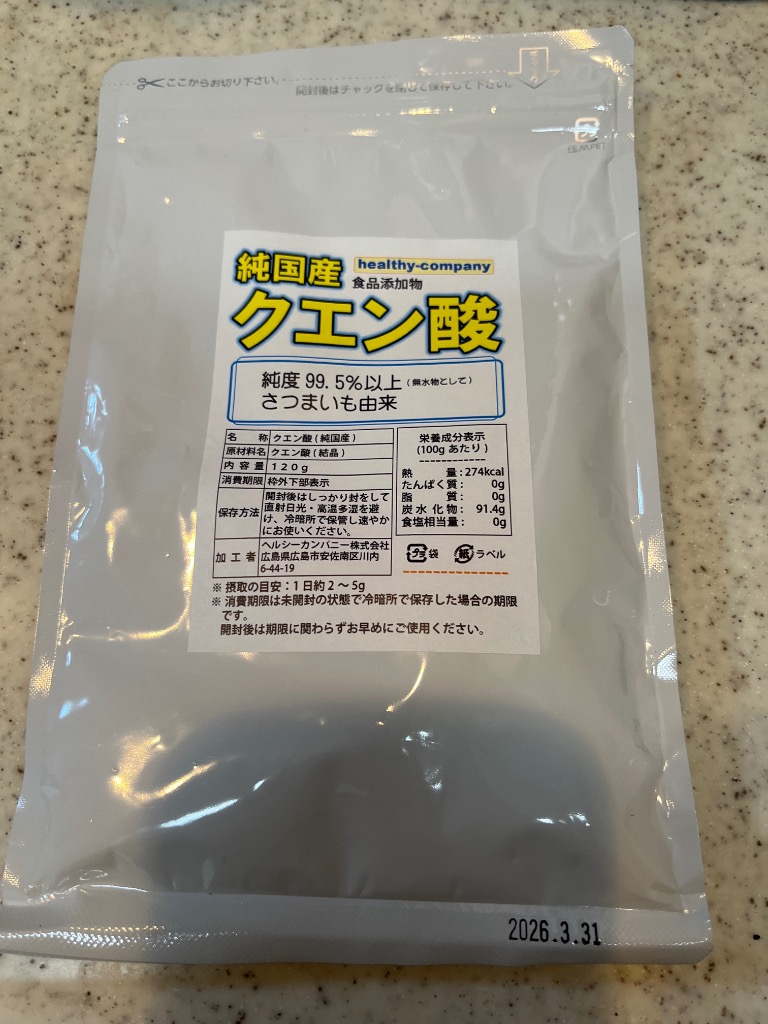 ここからお切り下さい。
開封後はチャックを閉じて保存して下さい。
プラ
PE,M,PET
純国産
healthy-company
食品添加物
クエン酸
純度 99.5%以上(無水物として)
さつまいも由来
名 称 クエン酸(純国産)
原材料名 クエン酸(結晶)
内容量 120g
消費期限 枠外下部表示
保存方法 開封後はしっかり封をして
直射日光・高温多湿を避
け、冷暗所で保管し速やか
にお使いください。
加工者 ヘルシーカンパニー株式会社
広島県広島市安佐南区川内
6-44-19
栄養成分表示
(100gあたり)
------------
熱 量:274kcal
たんぱく質: 0g
脂 質: 0g
炭水化物: 91.4g
食塩相当量: 0g
プラ 袋 紙 ラベル
※ 摂取の目安:1日約2~5g
※ 消費期限は未開封の状態で冷暗所で保存した場合の期限
です。
開封後は期限に関わらずお早めにご使用ください。
2026.3.31